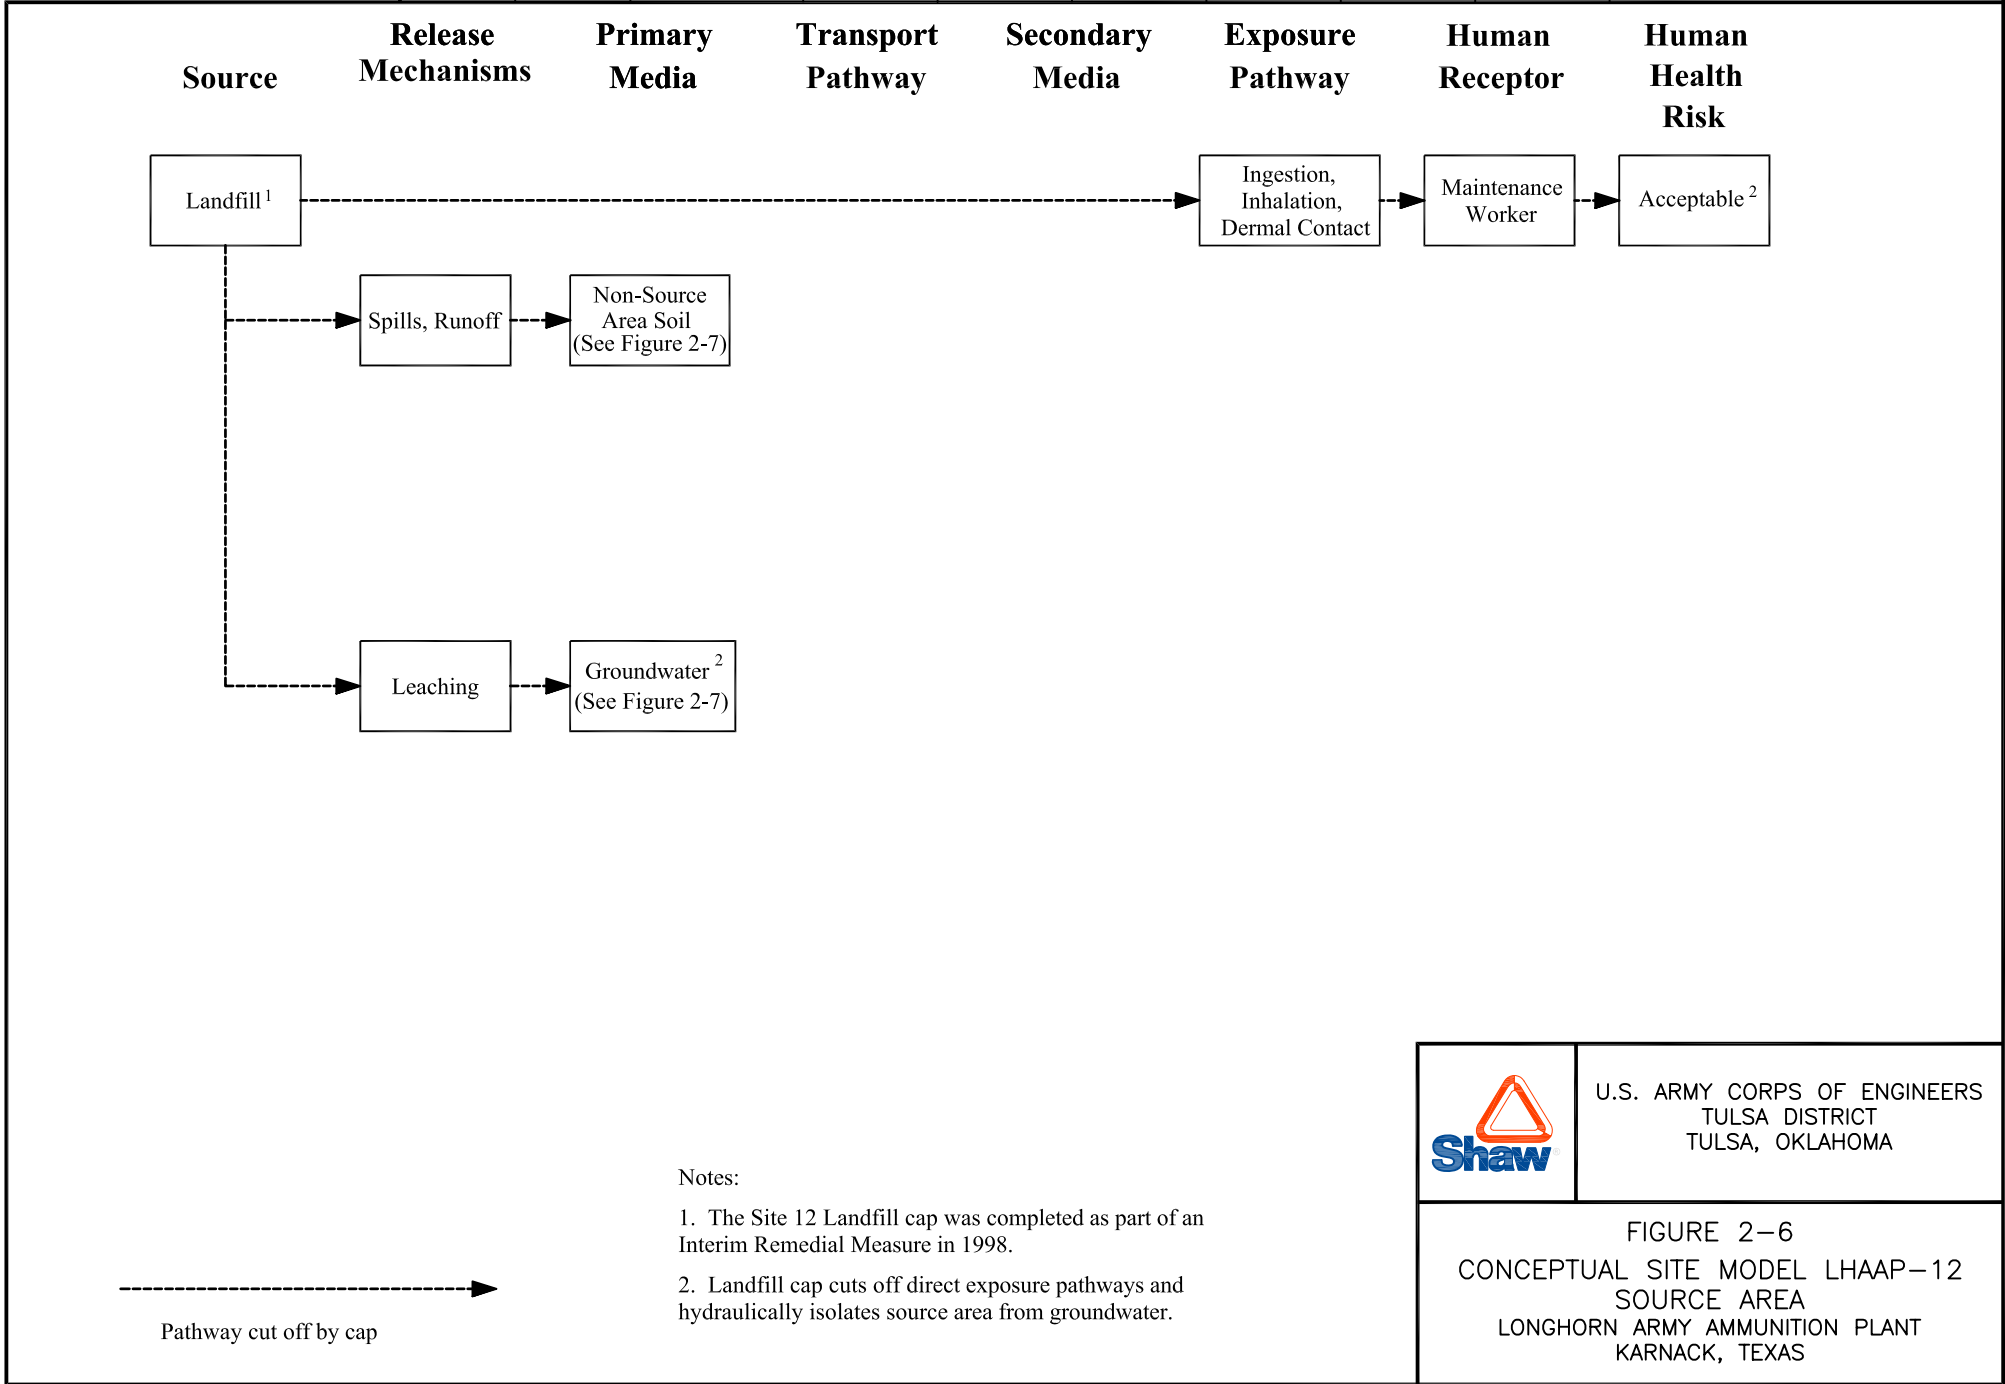 Source
Release
Mechanisms
Primary
Media
Transport
Pathway
Secondary
Media
Exposure
Pathway
Human
Receptor
Human
Health
Risk
Landfill 1
Ingestion,
Inhalation,
Dermal Contact
Maintenance
Worker
Acceptable 2
Spills, Runoff
Non-Source
Area Soil
(See Figure 2-7)
Leaching
Groundwater 2
(See Figure 2-7)
Pathway cut off by cap
Notes:
1. The Site 12 Landfill cap was completed as part of an
Interim Remedial Measure in 1998.
2. Landfill cap cuts off direct exposure pathways and
hydraulically isolates source area from groundwater.
Shaw®
U.S. ARMY CORPS OF ENGINEERS
TULSA DISTRICT
TULSA, OKLAHOMA
FIGURE 2-6
CONCEPTUAL SITE MODEL LHAAP-12
SOURCE AREA
LONGHORN ARMY AMMUNITION PLANT
KARNACK, TEXAS